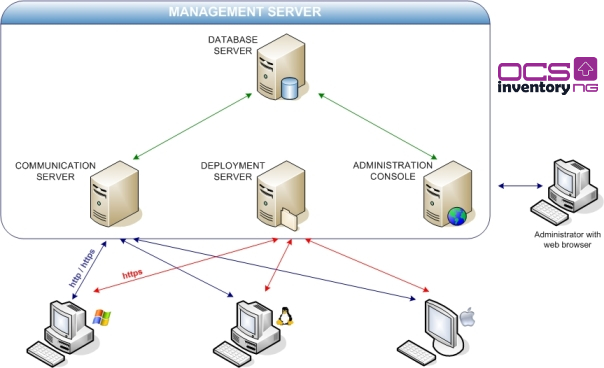 MANAGEMENT SERVER
DATABASE
SERVER
OCS
inventory NG
COMMUNICATION
SERVER
DEPLOYMENT
SERVER
ADMINISTRATION
CONSOLE
Administrator with
web browser
http / https
https